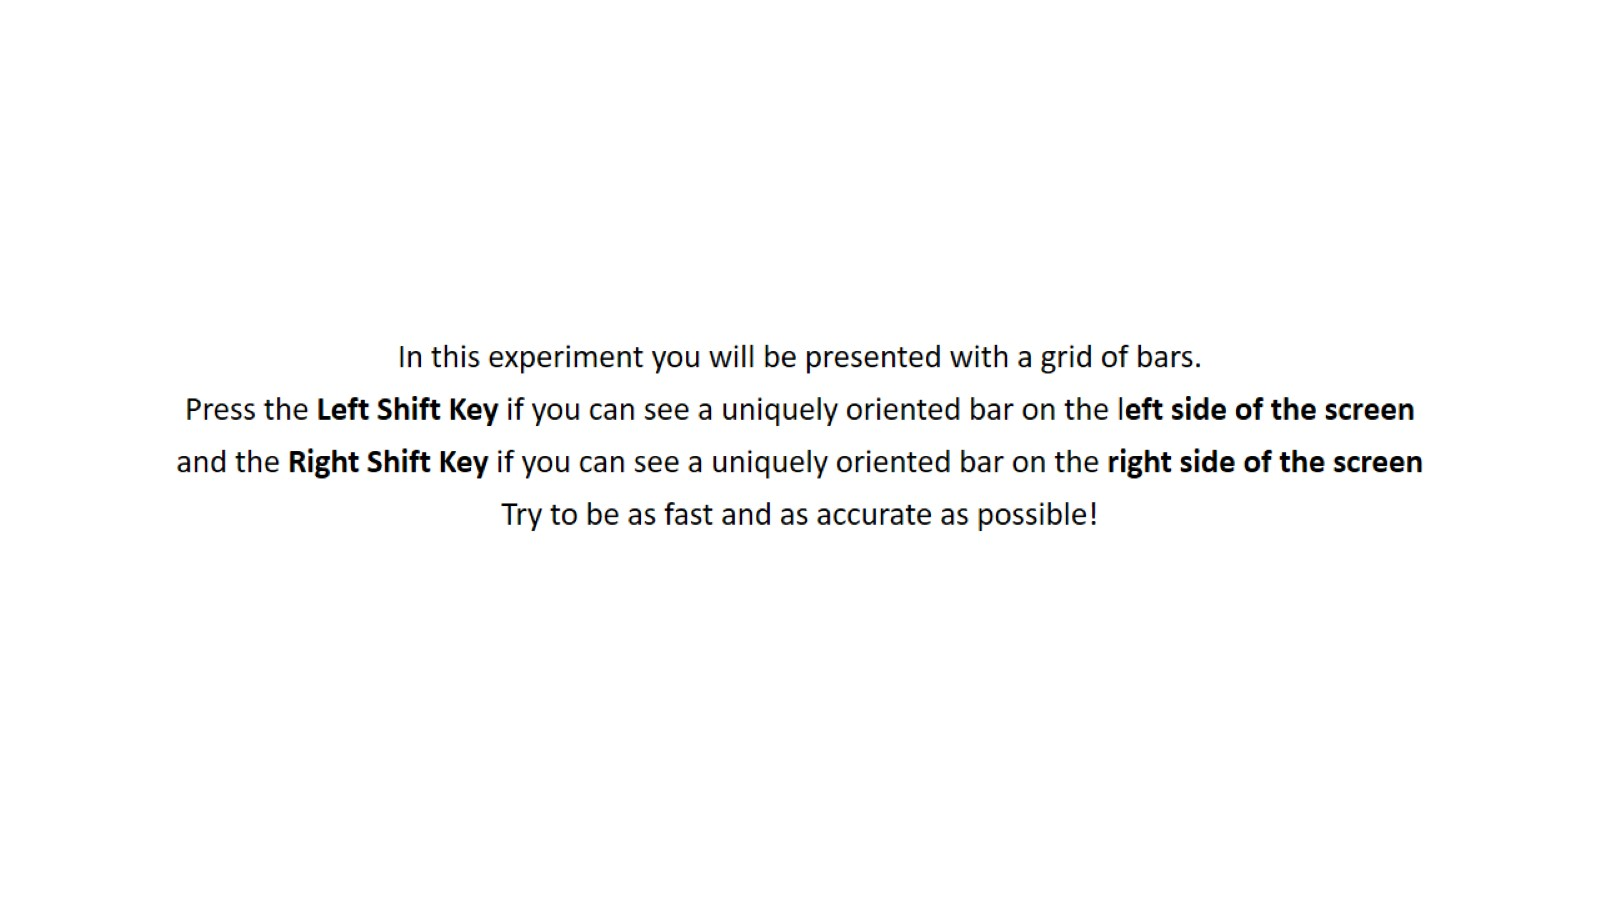 In this experiment you will be presented with a grid of bars.
Press the Left Shift Key if you can see a uniquely oriented bar on the left side of the screen
and the Right Shift Key if you can see a uniquely oriented bar on the right side of the screen
Try to be as fast and as accurate as possible!